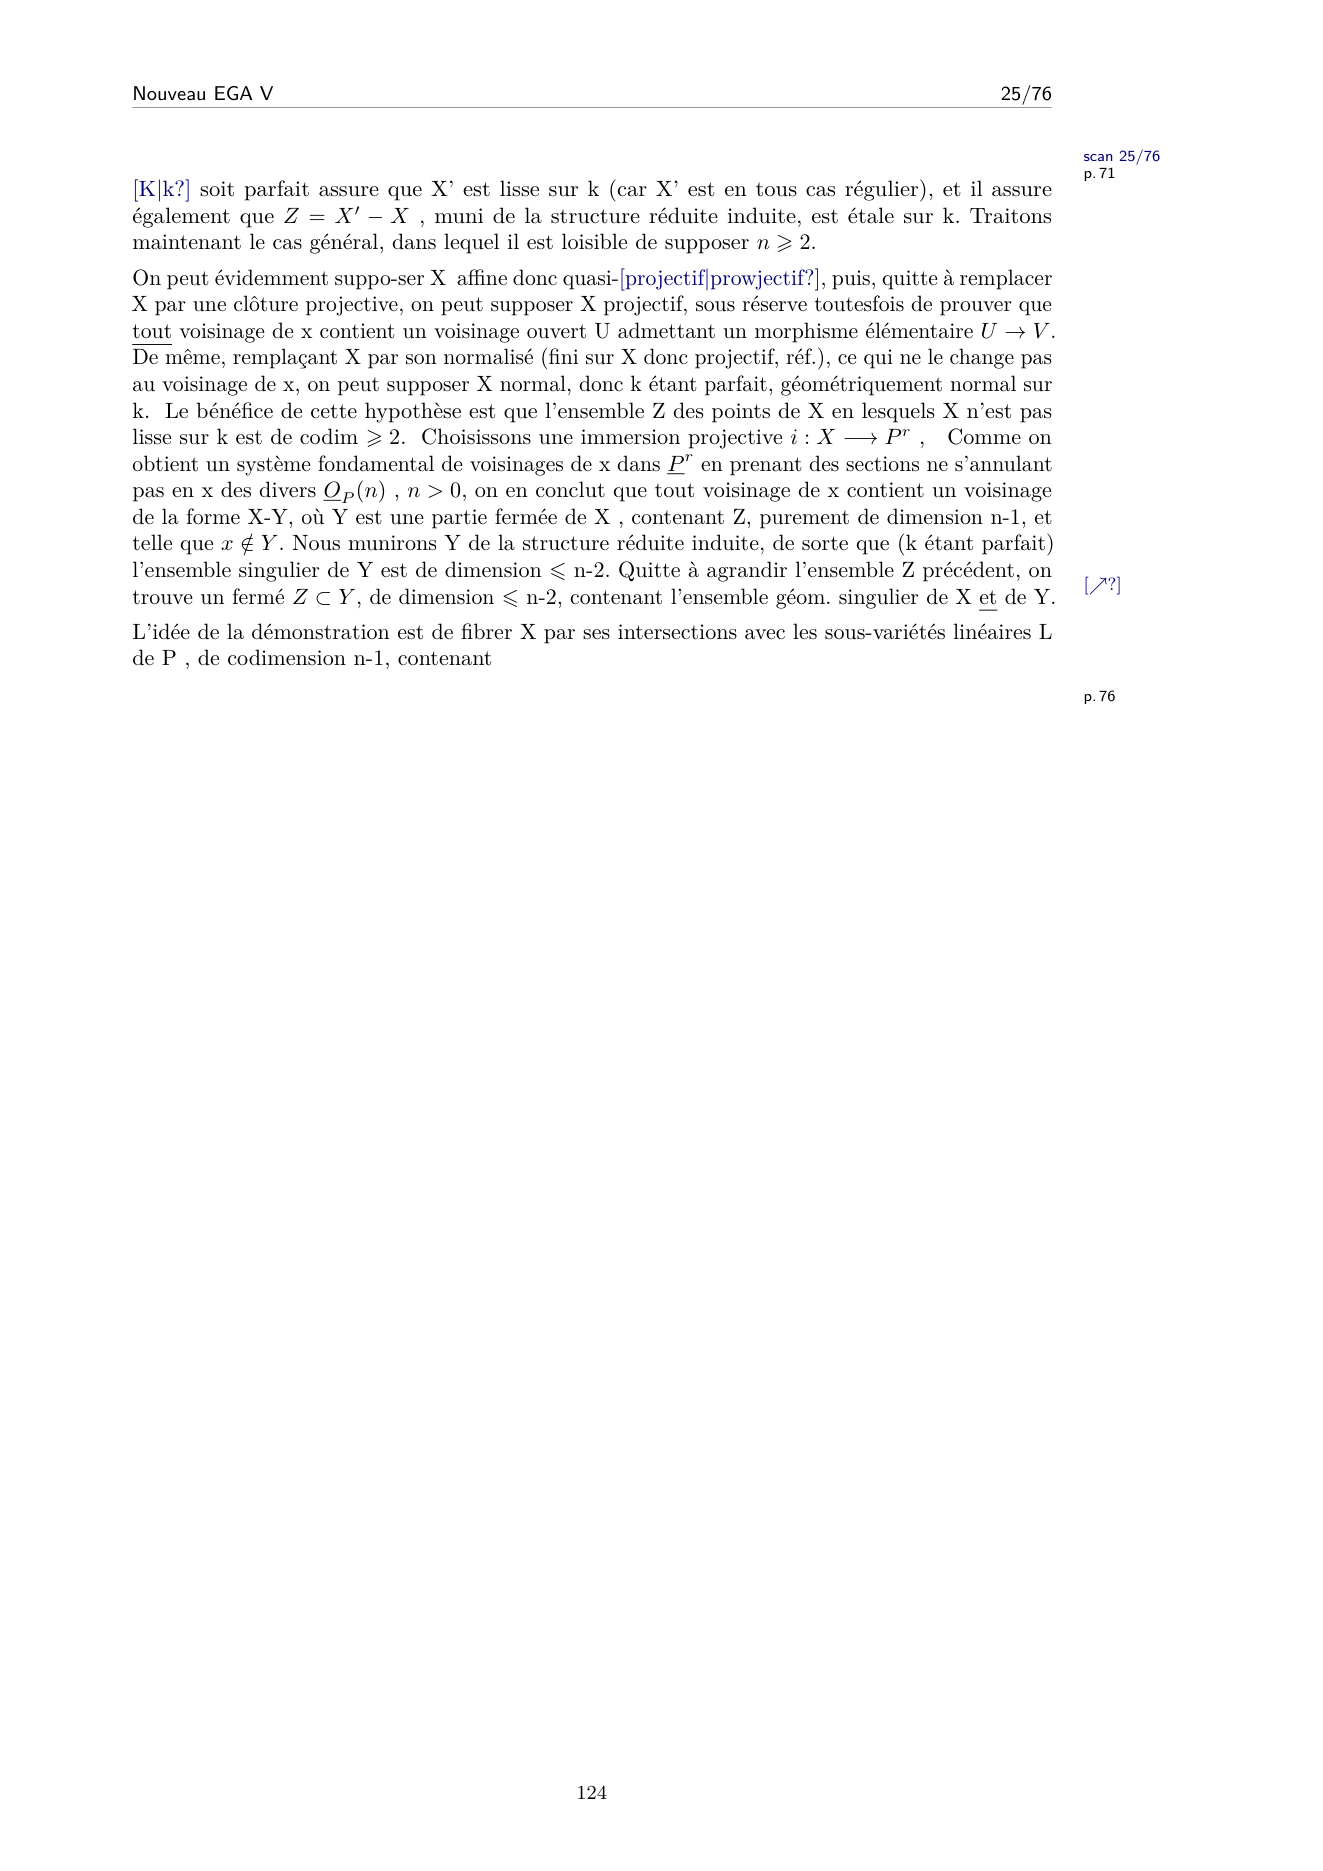 Nouveau EGA V 25/76
scan 25/76
p. 71
[K|k?] soit parfait assure que X' est lisse sur k (car X' est en tous cas régulier), et il assure
également que Z = X′ − X , muni de la structure réduite induite, est étale sur k. Traitons
maintenant le cas général, dans lequel il est loisible de supposer n ⩾ 2.
On peut évidemment suppo-ser X affine donc quasi-[projectif|prowjectif?], puis, quitte à remplacer
X par une clôture projective, on peut supposer X projectif, sous réserve toutesfois de prouver que
tout voisinage de x contient un voisinage ouvert U admettant un morphisme élémentaire U → V.
De même, remplaçant X par son normalisé (fini sur X donc projectif, réf.), ce qui ne le change pas
au voisinage de x, on peut supposer X normal, donc k étant parfait, géométriquement normal sur
k. Le bénéfice de cette hypothèse est que l'ensemble Z des points de X en lesquels X n'est pas
lisse sur k est de codim ⩾ 2. Choisissons une immersion projective i : X ⟶ P^r , Comme on
obtient un système fondamental de voisinages de x dans P^r en prenant des sections ne s'annulant
pas en x des divers O_P(n) , n > 0, on en conclut que tout voisinage de x contient un voisinage
de la forme X-Y, où Y est une partie fermée de X , contenant Z, purement de dimension n-1, et
telle que x ∉ Y. Nous munirons Y de la structure réduite induite, de sorte que (k étant parfait)
l'ensemble singulier de Y est de dimension ⩽ n-2. Quitte à agrandir l'ensemble Z précédent, on
[↗?]
trouve un fermé Z ⊂ Y, de dimension ⩽ n-2, contenant l'ensemble géom. singulier de X et de Y.
L'idée de la démonstration est de fibrer X par ses intersections avec les sous-variétés linéaires L
de P , de codimension n-1, contenant
p. 76
124